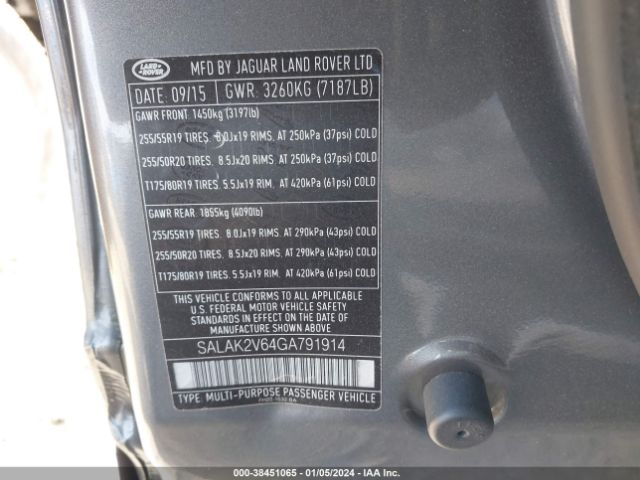 LAND ROVER
MFD BY JAGUAR LAND ROVER LTD
DATE: 09/15 GWR: 3260KG (7187LB)
GAWR FRONT: 1450kg (3197lb)
255/55R19 TIRES. 8.0Jx19 RIMS. AT 250kPa (37psi) COLD
255/50R20 TIRES. 8.5Jx20 RIMS. AT 250kPa (37psi) COLD
T175/80R19 TIRES. 5.5Jx19 RIM. AT 420kPa (61psi) COLD
GAWR REAR: 1855kg (4090lb)
255/55R19 TIRES. 8.0Jx19 RIMS. AT 290kPa (43psi) COLD
255/50R20 TIRES. 8.5Jx20 RIMS. AT 290kPa (43psi) COLD
T175/80R19 TIRES. 5.5Jx19 RIM. AT 420kPa (61psi) COLD
THIS VEHICLE CONFORMS TO ALL APPLICABLE
U.S. FEDERAL MOTOR VEHICLE SAFETY
STANDARDS IN EFFECT ON THE DATE OF
MANUFACTURE SHOWN ABOVE
SALAK2V64GA791914
TYPE: MULTI-PURPOSE PASSENGER VEHICLE
000-38451065 - 01/05/2024 - IAA Inc.